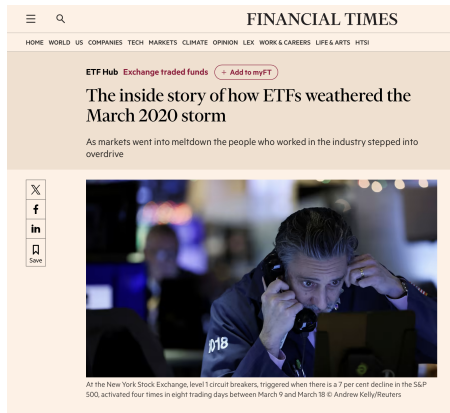 FINANCIAL TIMES
HOME WORLD US COMPANIES TECH MARKETS CLIMATE OPINION LEX WORK & CAREERS LIFE & ARTS HTSI
ETF Hub Exchange traded funds + Add to myFT
The inside story of how ETFs weathered the
March 2020 storm
As markets went into meltdown the people who worked in the industry stepped into
overdrive
Save
1018
At the New York Stock Exchange, level 1 circuit breakers, triggered when there is a 7 per cent decline in the S&P
500, activated four times in eight trading days between March 9 and March 18 © Andrew Kelly/Reuters